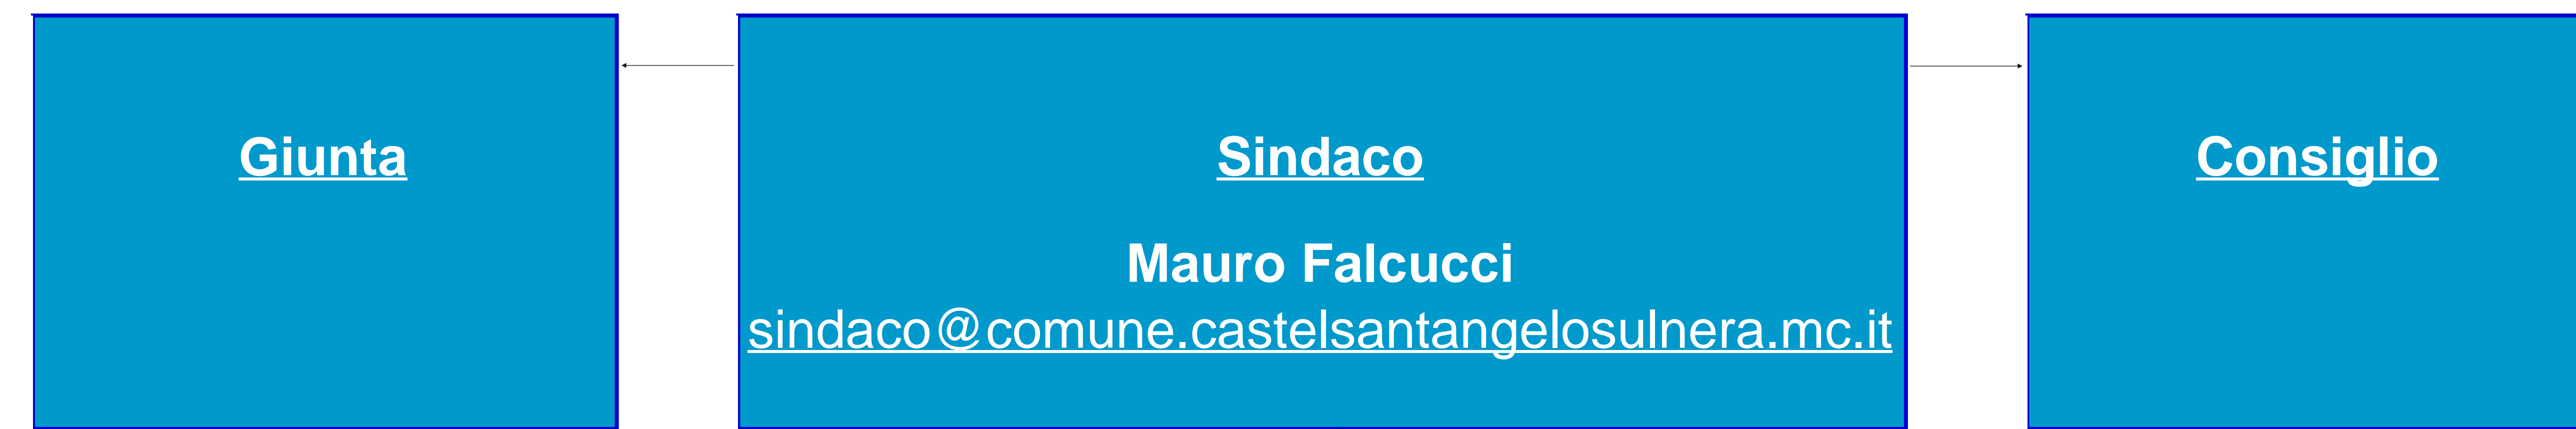 Giunta
Sindaco
Mauro Falcucci
sindaco@comune.castelsantangelosulnera.mc.it
Consiglio